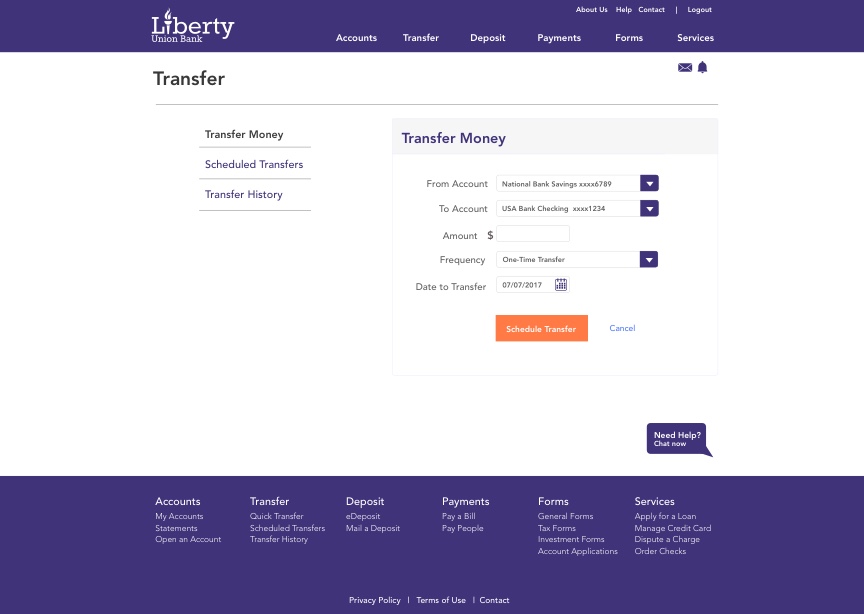 About Us Help Contact | Logout
Liberty
Union Bank
Accounts Transfer Deposit Payments Forms Services
Transfer
Transfer Money
Scheduled Transfers
Transfer History
Transfer Money
From Account National Bank Savings xxxx6789
To Account USA Bank Checking xxxx1234
Amount $
Frequency One-Time Transfer
Date to Transfer 07/07/2017
Schedule Transfer Cancel
Need Help?
Chat now
Accounts
My Accounts
Statements
Open an Account
Transfer
Quick Transfer
Scheduled Transfers
Transfer History
Deposit
eDeposit
Mail a Deposit
Payments
Pay a Bill
Pay People
Forms
General Forms
Tax Forms
Investment Forms
Account Applications
Services
Apply for a Loan
Manage Credit Card
Dispute a Charge
Order Checks
Privacy Policy | Terms of Use | Contact